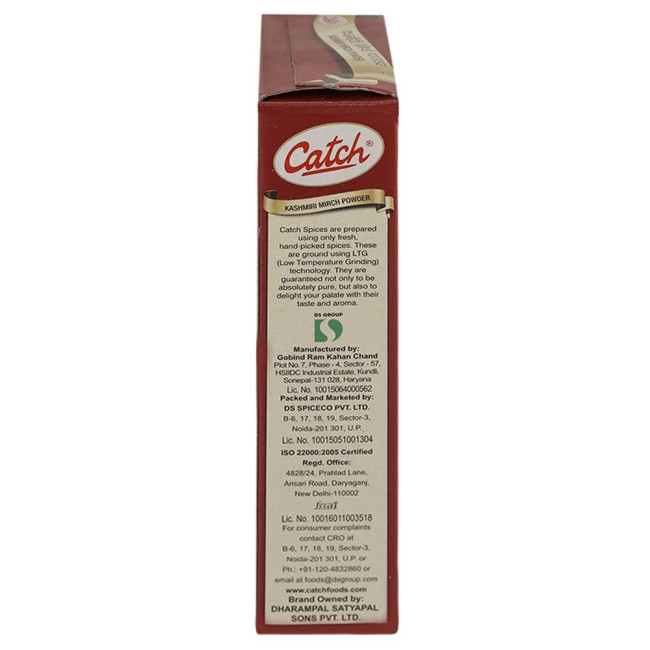 Catch®
KASHMIRI MIRCH POWDER
Catch Spices are prepared
using only fresh,
hand-picked spices. These
are ground using LTG
(Low Temperature Grinding)
technology. They are
guaranteed not only to be
absolutely pure, but also to
delight your palate with their
taste and aroma.
DS GROUP
Manufactured by:
Gobind Ram Kahan Chand
Plot No. 7, Phase - 4, Sector - 57,
HSIIDC Industrial Estate, Kundli,
Sonepat-131 028, Haryana
Lic. No. 10015064000562
Packed and Marketed by:
DS SPICECO PVT. LTD.
B-6, 17, 18, 19, Sector-3,
Noida-201 301, U.P.
Lic. No. 10015051001304
ISO 22000:2005 Certified
Regd. Office:
4828/24, Prahlad Lane,
Ansari Road, Daryaganj,
New Delhi-110002
fssai
Lic. No. 10016011003518
For consumer complaints
contact CRO at
B-6, 17, 18, 19, Sector-3,
Noida-201 301, U.P. or
Ph.: +91-120-4832860 or
email at foods@dsgroup.com
www.catchfoods.com
Brand Owned by:
DHARAMPAL SATYAPAL
SONS PVT. LTD.